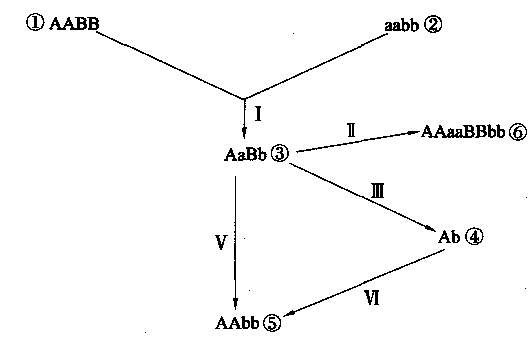 ① AABB
aabb ②
Ⅰ
Ⅱ
AAaaBBbb ⑥
AaBb ③
Ⅲ
Ⅴ
Ab ④
Ⅵ
AAbb ⑤